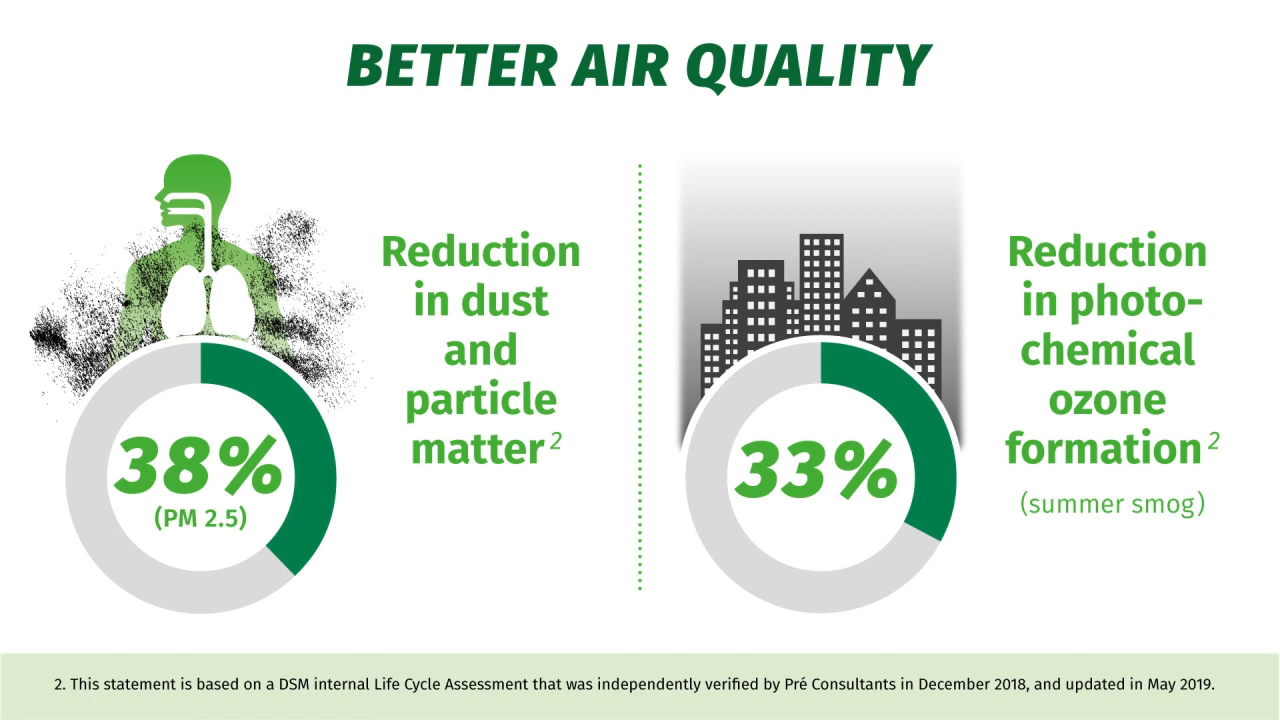 BETTER AIR QUALITY
38%
(PM 2.5)
Reduction
in dust
and
particle
matter 2
33%
Reduction
in photo-
chemical
ozone
formation 2
(summer smog)
2. This statement is based on a DSM internal Life Cycle Assessment that was independently verified by Pré Consultants in December 2018, and updated in May 2019.